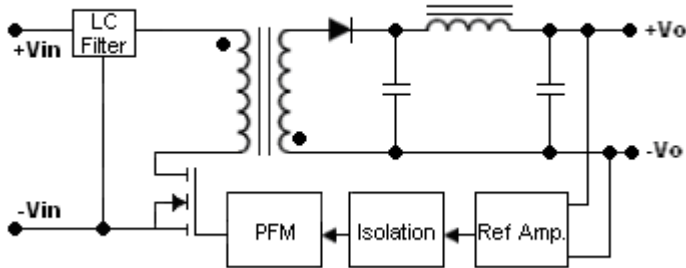 LC
Filter
+Vin
+Vo
-Vo
-Vin
PFM
Isolation
Ref Amp.